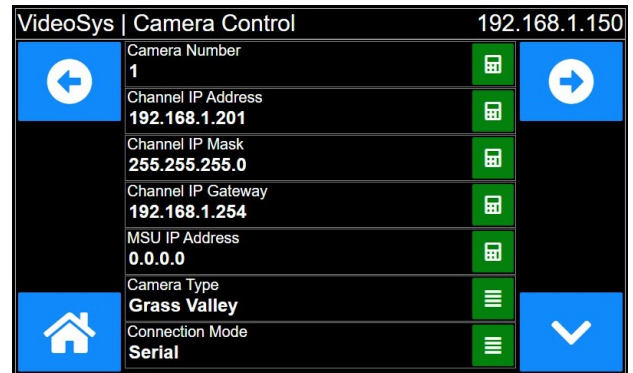 VideoSys | Camera Control 192.168.1.150
Camera Number
1
Channel IP Address
192.168.1.201
Channel IP Mask
255.255.255.0
Channel IP Gateway
192.168.1.254
MSU IP Address
0.0.0.0
Camera Type
Grass Valley
Connection Mode
Serial